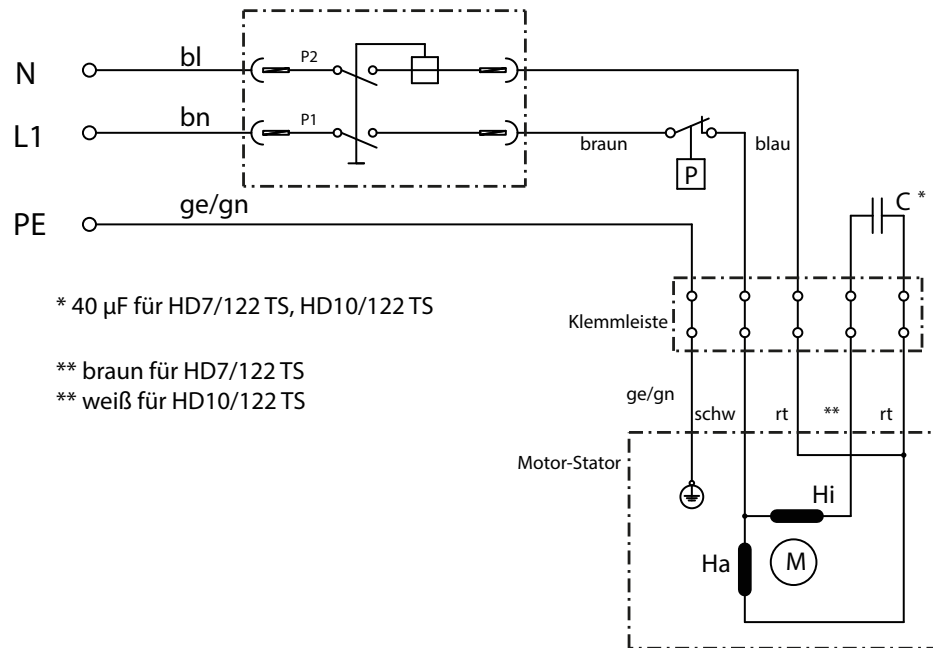 N
bl
P2
L1
bn
P1
braun
blau
P
PE
ge/gn
C *
* 40 µF für HD7/122 TS, HD10/122 TS
Klemmleiste
** braun für HD7/122 TS
** weiß für HD10/122 TS
ge/gn
schw
rt
**
rt
Motor-Stator
Hi
Ha
M